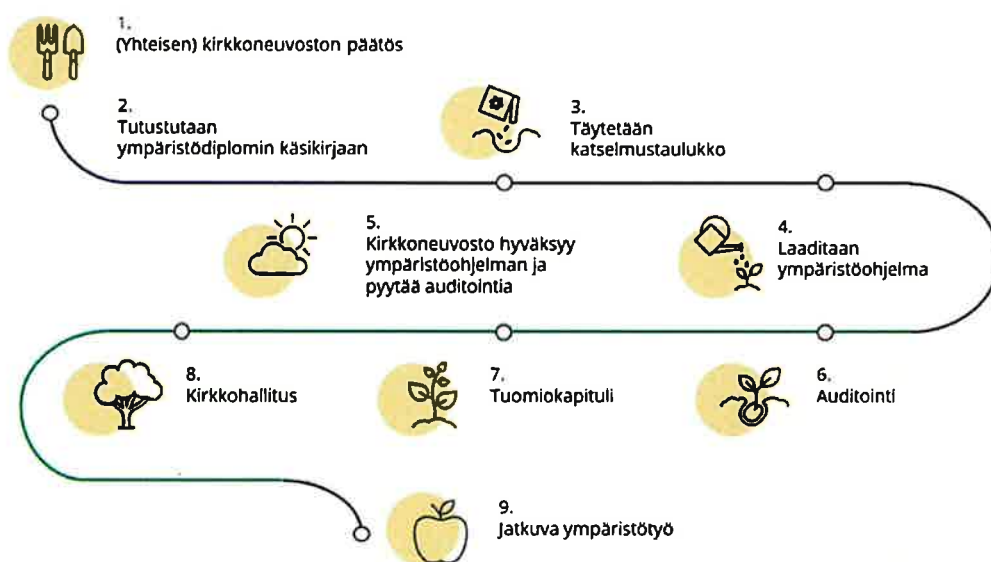 1.
(Yhteisen) kirkkoneuvoston päätös
2.
Tutustutaan
ympäristödiplomin käsikirjaan
3.
Täytetään
katselmustaulukko
4.
Laaditaan
ympäristöohjelma
5.
Kirkkoneuvosto hyväksyy
ympäristöohjelman ja
pyytää auditointia
6.
Auditointi
7.
Tuomiokapituli
8.
Kirkkohallitus
9.
Jatkuva ympäristötyö